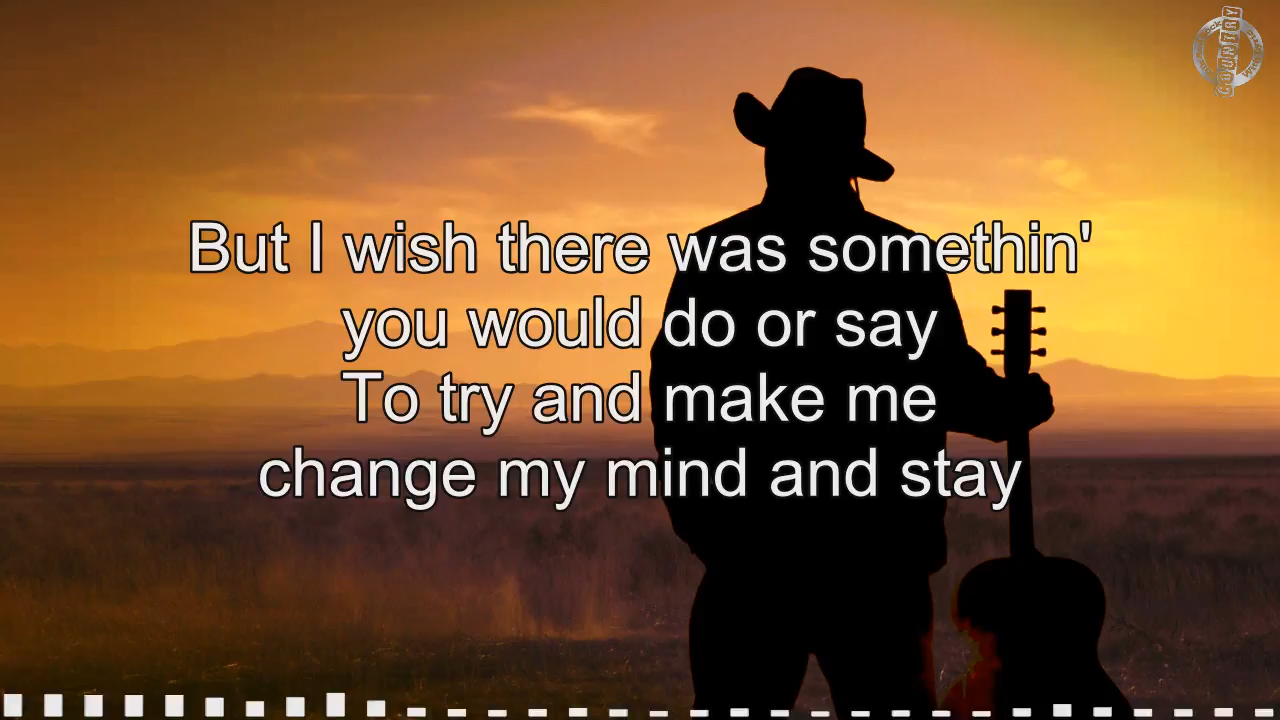 COUNTRY
But I wish there was somethin'
you would do or say
To try and make me
change my mind and stay